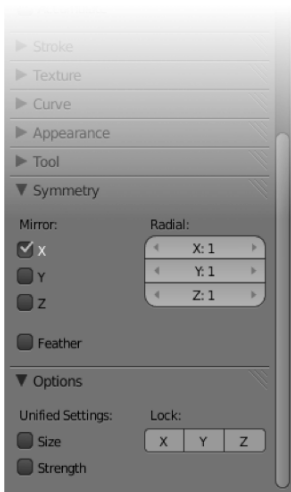 Stroke
Texture
Curve
Appearance
Tool
Symmetry
Mirror: Radial:
X X: 1
Y Y: 1
Z Z: 1
Feather
Options
Unified Settings: Lock:
Size X Y Z
Strength